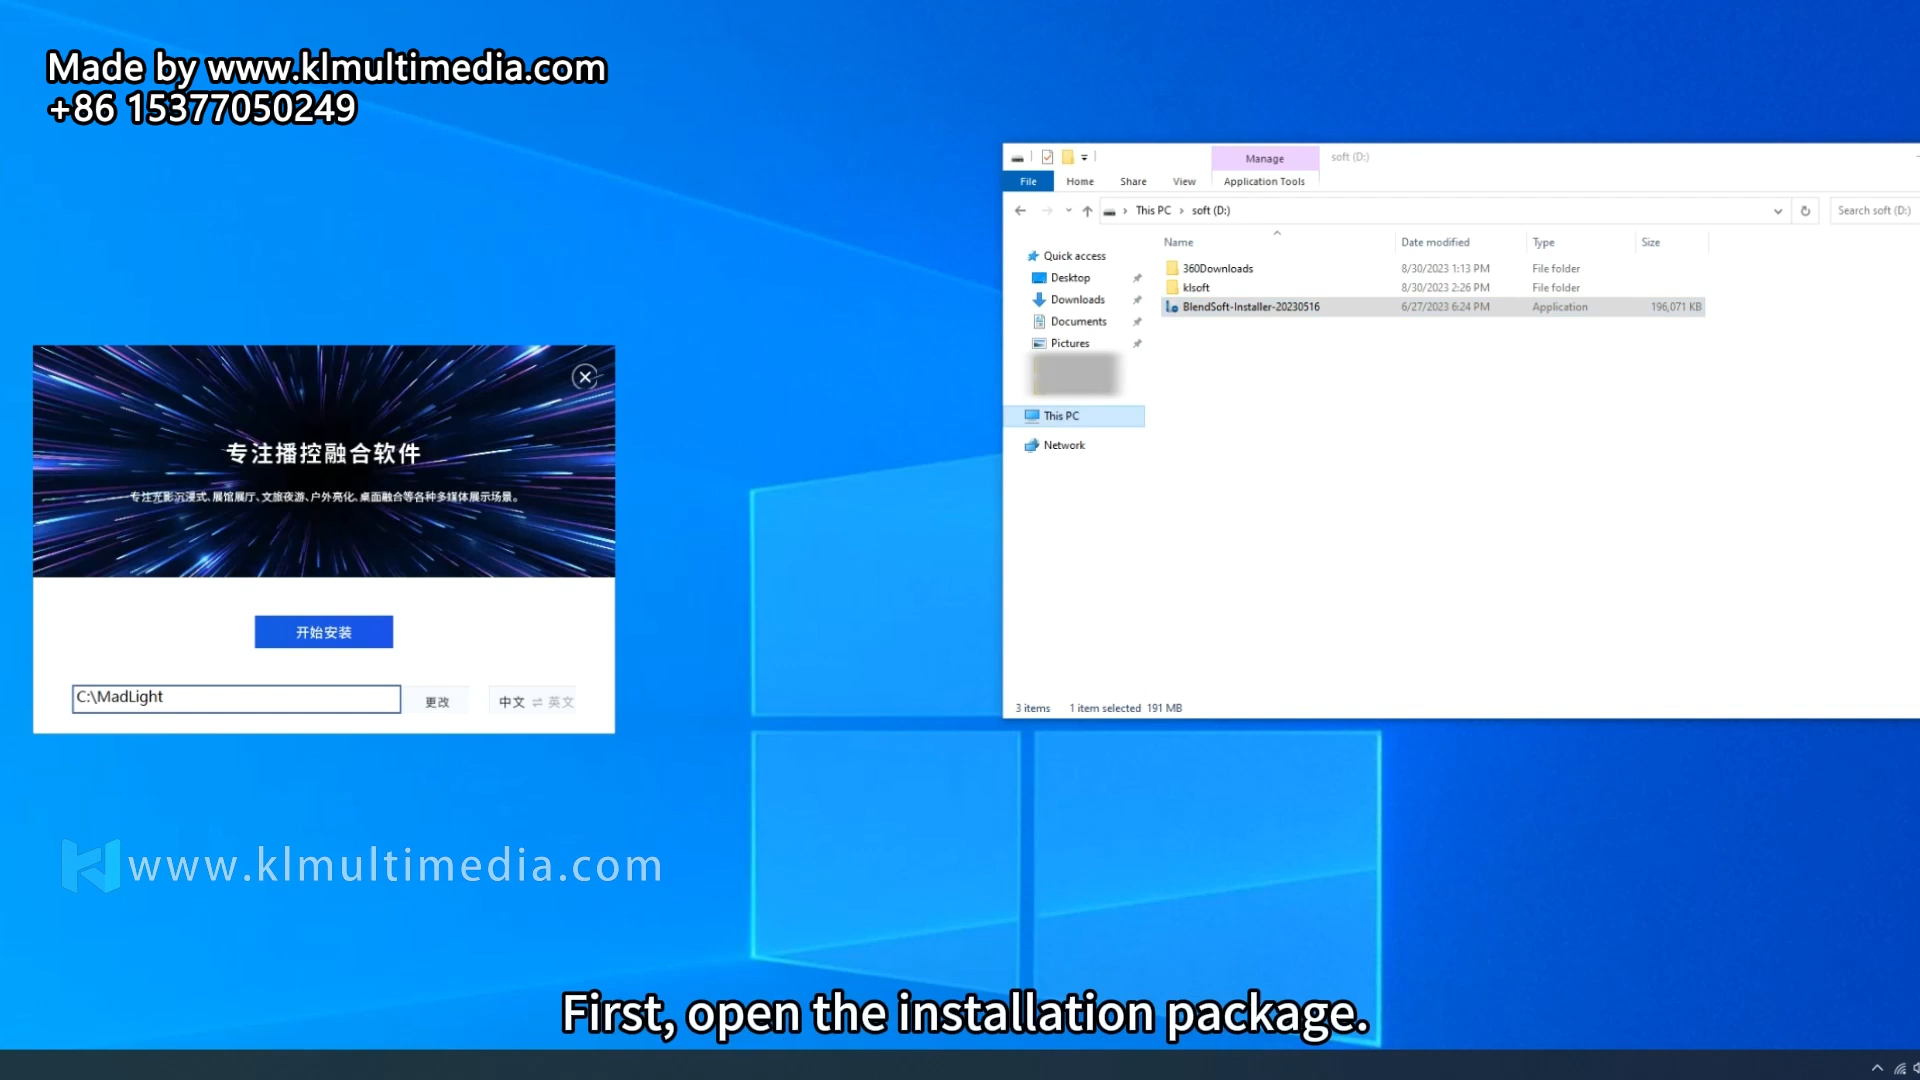 Made by www.klmultimedia.com
+86 15377050249
Manage
soft (D:)
File
Home
Share
View
Application Tools
This PC
soft (D:)
Search soft (D:)
Name
Date modified
Type
Size
Quick access
Desktop
Downloads
Documents
Pictures
This PC
Network
360Downloads 8/30/2023 1:13 PM File folder
klsoft 8/30/2023 2:26 PM File folder
BlendSoft-Installer-20230516 6/27/2023 6:24 PM Application 196,071 KB
3 items 1 item selected 191 MB
专注播控融合软件
专注光影沉浸式、展馆展厅、文旅夜游、户外亮化、桌面融合等各种多媒体展示场景。
开始安装
C:\MadLight
更改
中文 ⇌ 英文
www.klmultimedia.com
First, open the installation package.